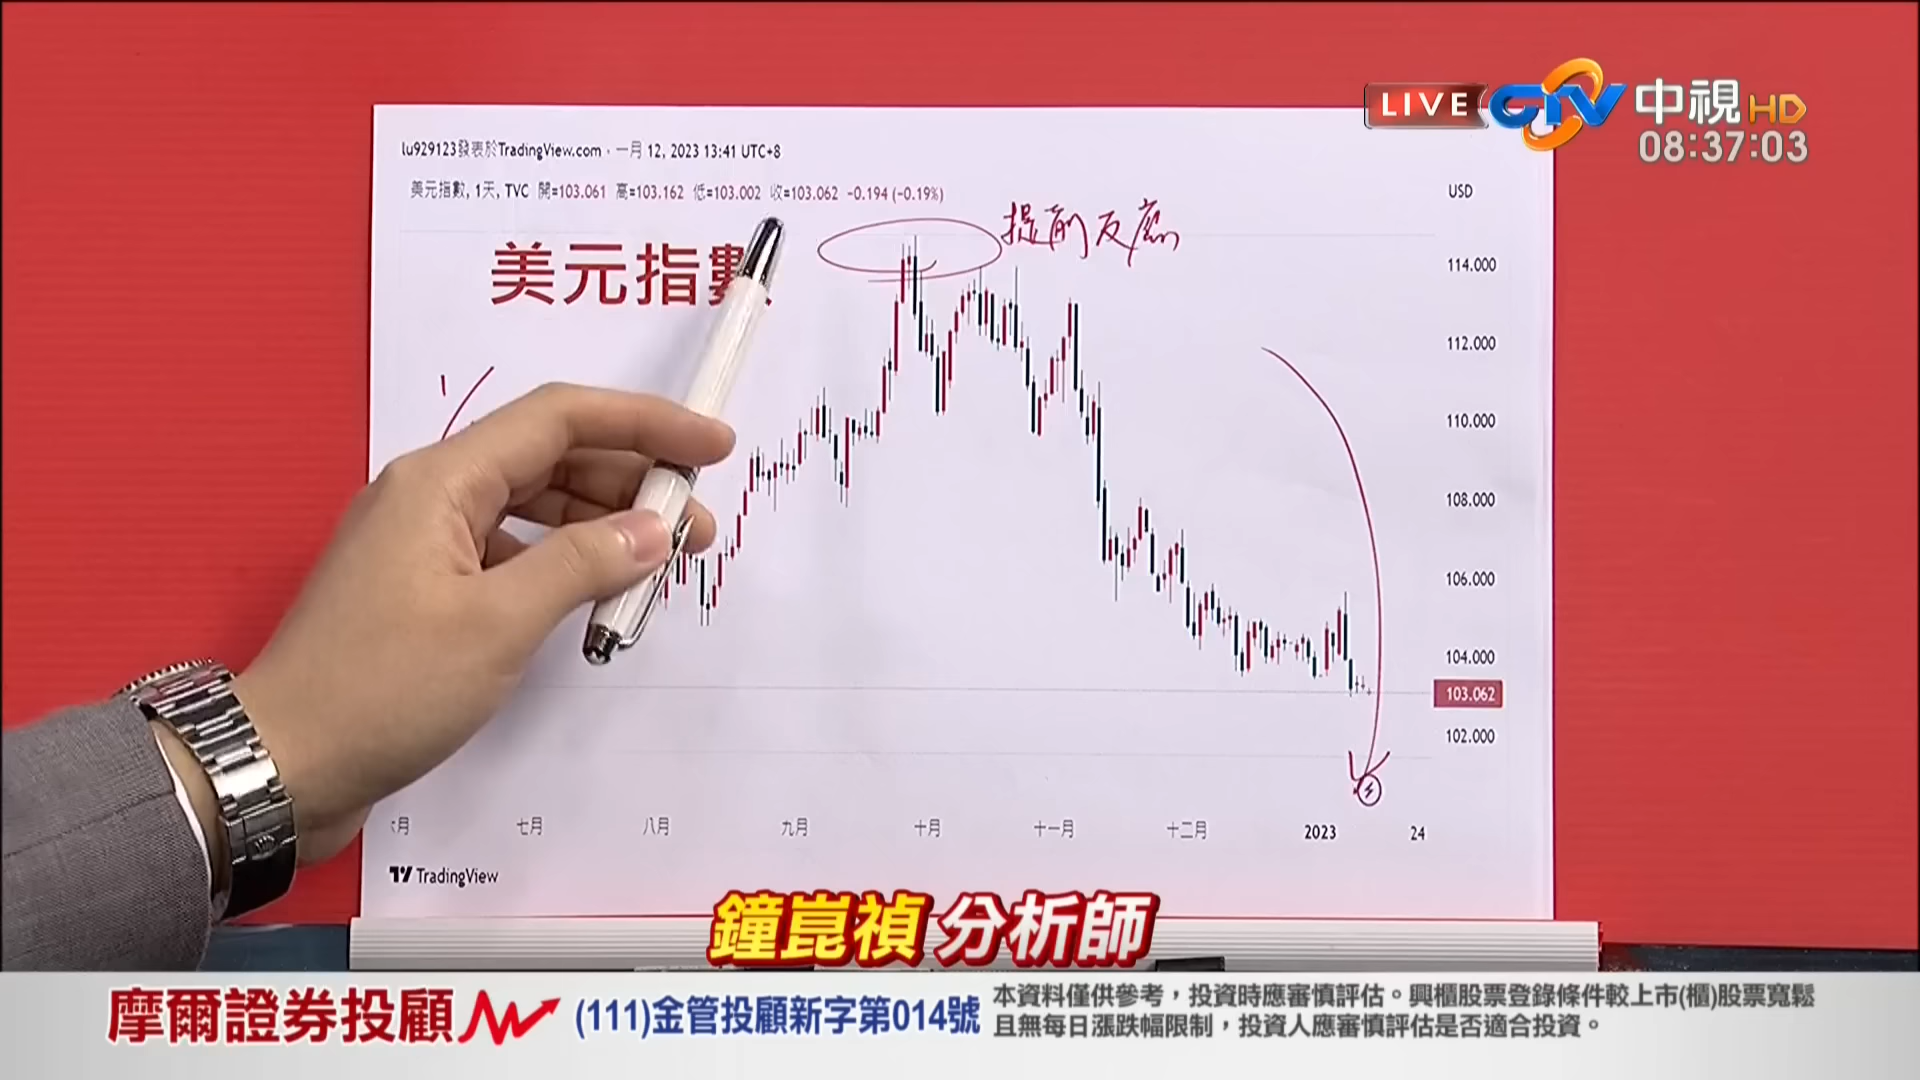 LIVE CTV 中視 HD
08:37:03
lu929123發表於TradingView.com，一月 12, 2023 13:41 UTC+8
美元指數, 1天, TVC 開=103.061 高=103.162 低=103.002 收=103.062 -0.194 (-0.19%)
USD
提前反應
美元指數
114.000
112.000
110.000
108.000
106.000
104.000
103.062
102.000
七月 八月 九月 十月 十一月 十二月 2023 24
TradingView
鐘崑禎 分析師
摩爾證券投顧 (111)金管投顧新字第014號
本資料僅供參考，投資時應審慎評估。興櫃股票登錄條件較上市(櫃)股票寬鬆
且無每日漲跌幅限制，投資人應審慎評估是否適合投資。